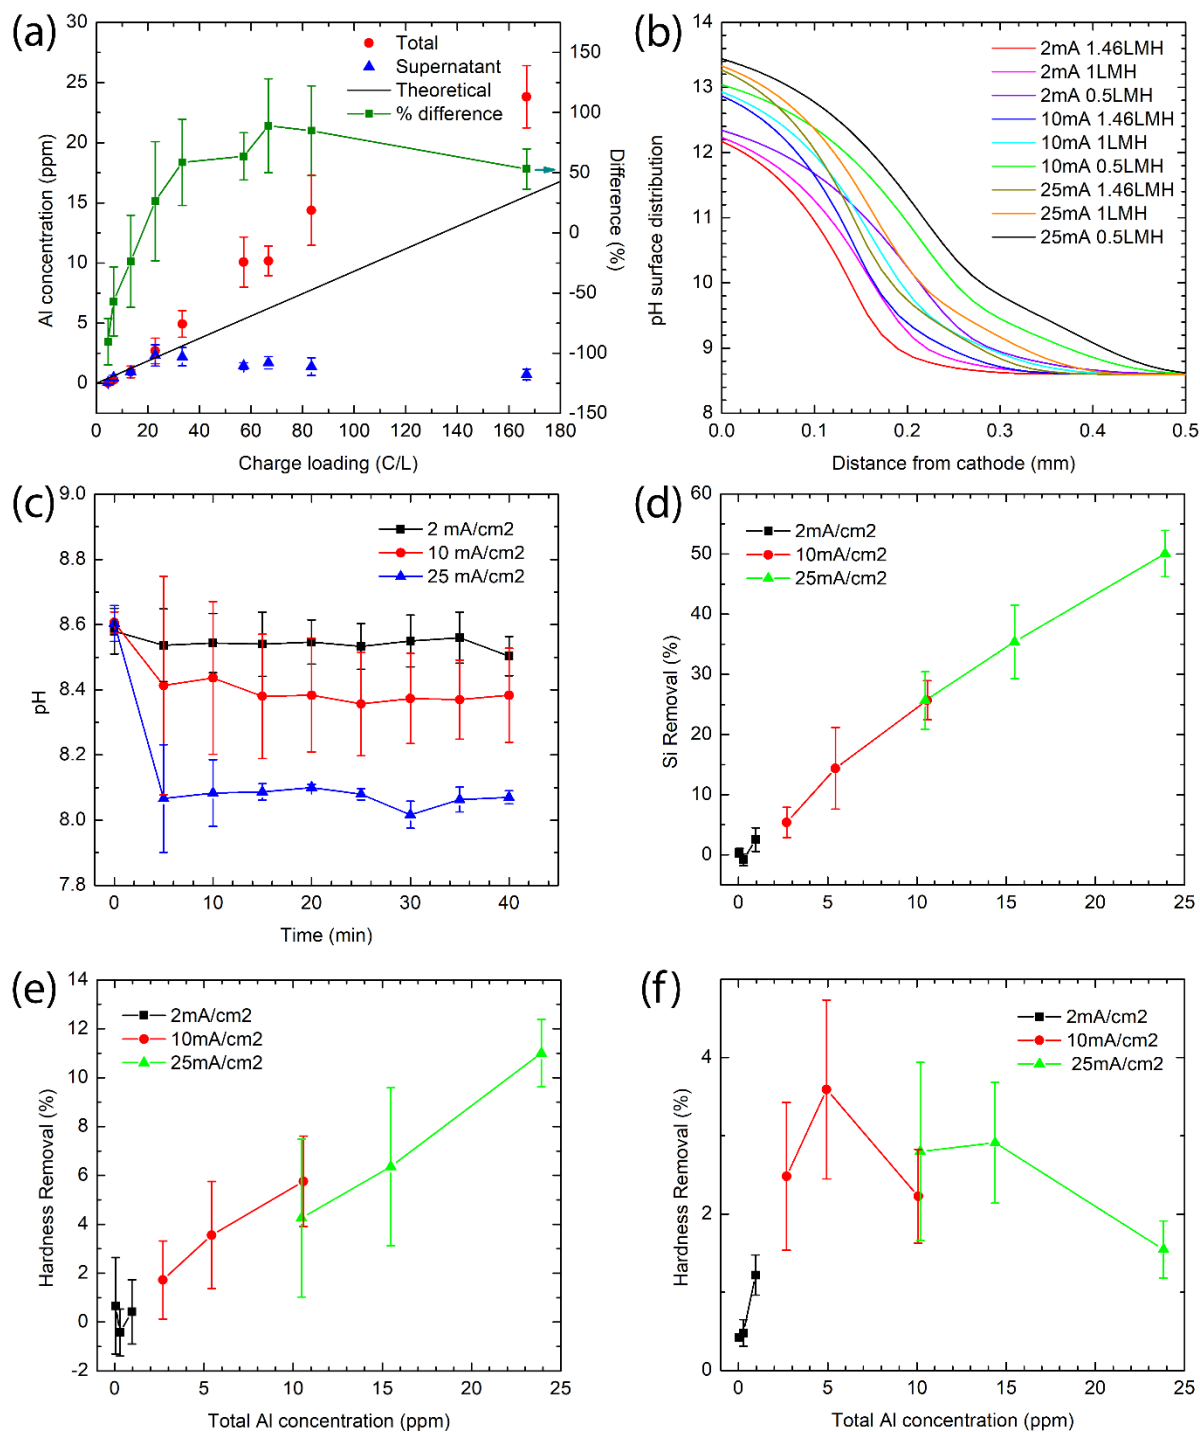 (a)
Total
Supernatant
Theoretical
% difference
30
25
20
15
10
5
0
Al concentration (ppm)
150
100
50
0
-50
-100
-150
Difference
(%)
0 20 40 60 80 100 120 140 160 180
Charge loading (C/L)
(b)
14
13
12
11
10
9
8
pH surface distribution
2mA 1.46LMH
2mA 1LMH
2mA 0.5LMH
10mA 1.46LMH
10mA 1LMH
10mA 0.5LMH
25mA 1.46LMH
25mA 1LMH
25mA 0.5LMH
0.0 0.1 0.2 0.3 0.4 0.5
Distance from cathode (mm)
(c)
9.0
8.8
8.6
8.4
8.2
8.0
7.8
pH
2 mA/cm2
10 mA/cm2
25 mA/cm2
0 10 20 30 40
Time (min)
(d)
60
50
40
30
20
10
0
Si Removal (%)
2mA/cm2
10mA/cm2
25mA/cm2
0 5 10 15 20 25
(e)
14
12
10
8
6
4
2
0
-2
Hardness Removal (%)
2mA/cm2
10mA/cm2
25mA/cm2
0 5 10 15 20 25
Total Al concentration (ppm)
(f)
4
2
0
Hardness Removal (%)
2mA/cm2
10mA/cm2
25mA/cm2
0 5 10 15 20 25
Total Al concentration (ppm)